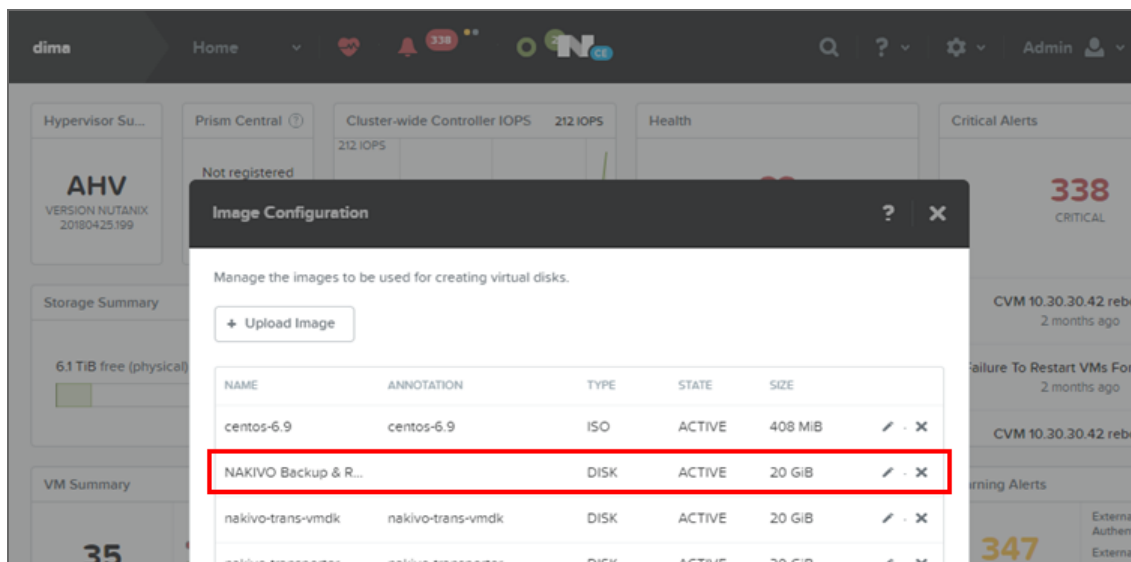 dima Home 338 N CE ? Admin
Hypervisor Su... Prism Central ? Cluster-wide Controller IOPS 212 IOPS Health Critical Alerts
212 IOPS
Not registered
AHV
VERSION NUTANIX
20180425.199
338
CRITICAL
Image Configuration ?
Manage the images to be used for creating virtual disks.
+ Upload Image
Storage Summary
6.1 TiB free (physical)
CVM 10.30.30.42 reb
2 months ago
Failure To Restart VMs For
2 months ago
CVM 10.30.30.42 reb
NAME ANNOTATION TYPE STATE SIZE
centos-6.9 centos-6.9 ISO ACTIVE 408 MiB
NAKIVO Backup & R... DISK ACTIVE 20 GiB
nakivo-trans-vmdk nakivo-trans-vmdk DISK ACTIVE 20 GiB
VM Summary
35
rning Alerts
347
Externa
Authen
Externa